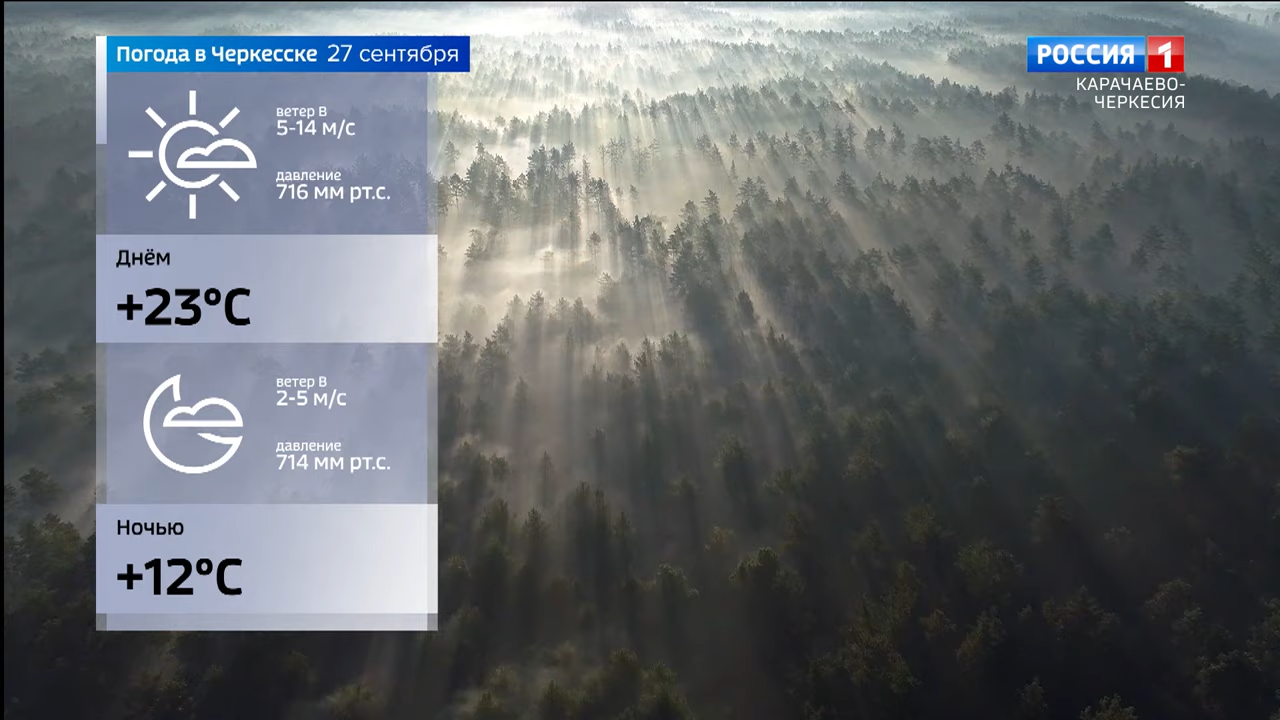 Погода в Черкесске 27 сентября
РОССИЯ 1
КАРАЧАЕВО-
ЧЕРКЕСИЯ
ветер В
5-14 м/с
давление
716 мм рт.с.
Днём
+23°C
ветер В
2-5 м/с
давление
714 мм рт.с.
Ночью
+12°C